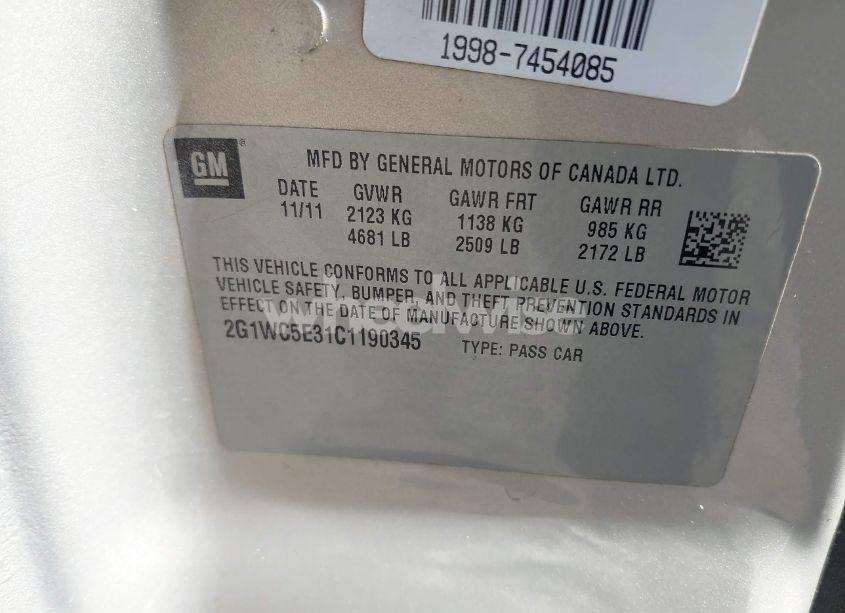 1998-7454085
GM
MFD BY GENERAL MOTORS OF CANADA LTD.
DATE GVWR GAWR FRT GAWR RR
11/11 2123 KG 1138 KG 985 KG
4681 LB 2509 LB 2172 LB
THIS VEHICLE CONFORMS TO ALL APPLICABLE U.S. FEDERAL MOTOR
VEHICLE SAFETY, BUMPER, AND THEFT PREVENTION STANDARDS IN
EFFECT ON THE DATE OF MANUFACTURE SHOWN ABOVE.
2G1WC5E31C1190345 TYPE: PASS CAR